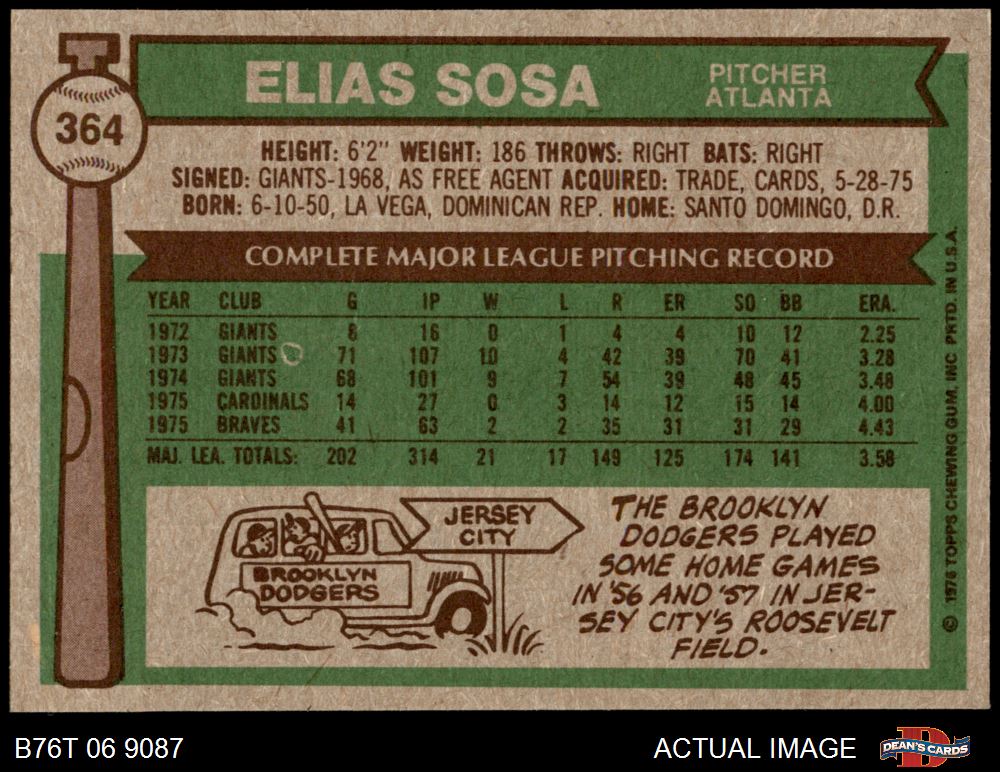 364
ELIAS SOSA
PITCHER
ATLANTA
HEIGHT: 6'2" WEIGHT: 186 THROWS: RIGHT BATS: RIGHT
SIGNED: GIANTS-1968, AS FREE AGENT ACQUIRED: TRADE, CARDS, 5-28-75
BORN: 6-10-50, LA VEGA, DOMINICAN REP. HOME: SANTO DOMINGO, D.R.
COMPLETE MAJOR LEAGUE PITCHING RECORD
YEAR CLUB G IP W L R ER SO BB ERA.
1972 GIANTS 8 16 0 1 4 4 10 12 2.25
1973 GIANTS 71 107 10 4 42 39 70 41 3.28
1974 GIANTS 68 101 9 7 54 39 48 45 3.48
1975 CARDINALS 14 27 0 3 14 12 15 14 4.00
1975 BRAVES 41 63 2 2 35 31 31 29 4.43
MAJ. LEA. TOTALS: 202 314 21 17 149 125 174 141 3.58
JERSEY
CITY
BROOKLYN
DODGERS
THE BROOKLYN
DODGERS PLAYED
SOME HOME GAMES
IN '56 AND '57 IN JER-
SEY CITY'S ROOSEVELT
FIELD.
© 1976 TOPPS CHEWING GUM, INC PRTD. IN U.S.A.
B76T 06 9087
ACTUAL IMAGE
D
DEAN'S CARDS